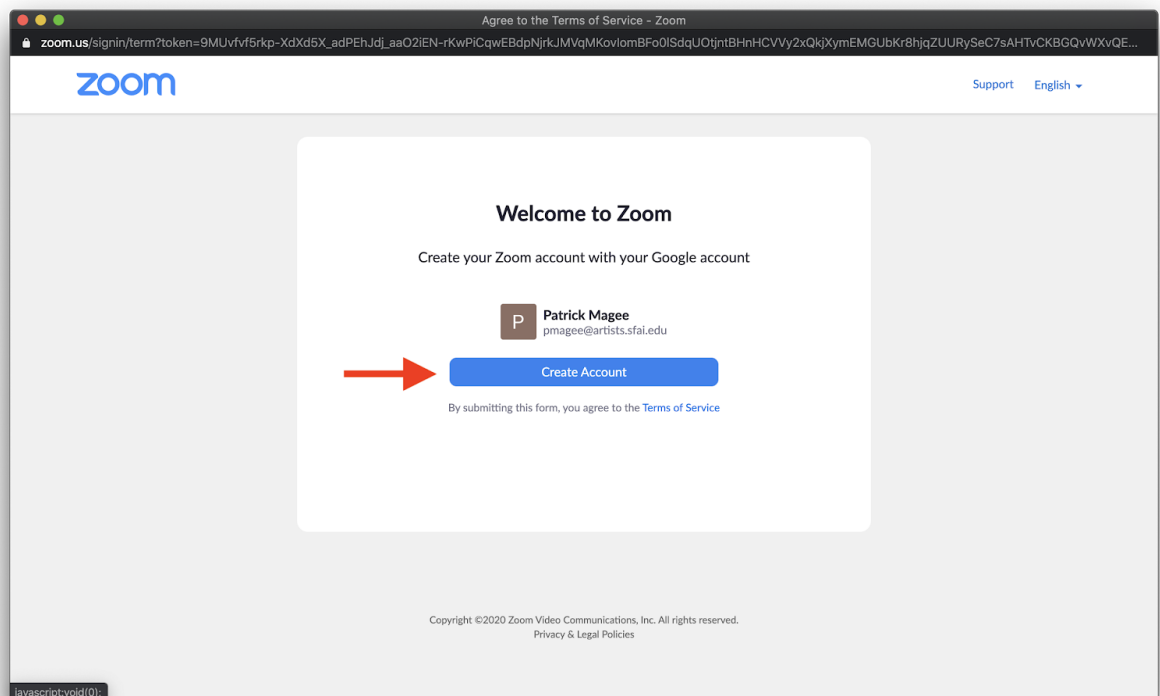 Agree to the Terms of Service - Zoom
zoom.us/signin/term?token=9MUvfvf5rkp-XdXd5X_adPEhJdj_aaO2iEN-rKwPiCqwEBdpNjrkJMVqMKovIomBFo0lSdqUOtjntBHnHCVVy2xQkjXymEMGUbKr8hjqZUURySeC7sAHTvCKBGQvWXvQE...
zoom
Support
English
Welcome to Zoom
Create your Zoom account with your Google account
P
Patrick Magee
pmagee@artists.sfai.edu
Create Account
By submitting this form, you agree to the Terms of Service
Copyright ©2020 Zoom Video Communications, Inc. All rights reserved.
Privacy & Legal Policies
javascript:void(0);